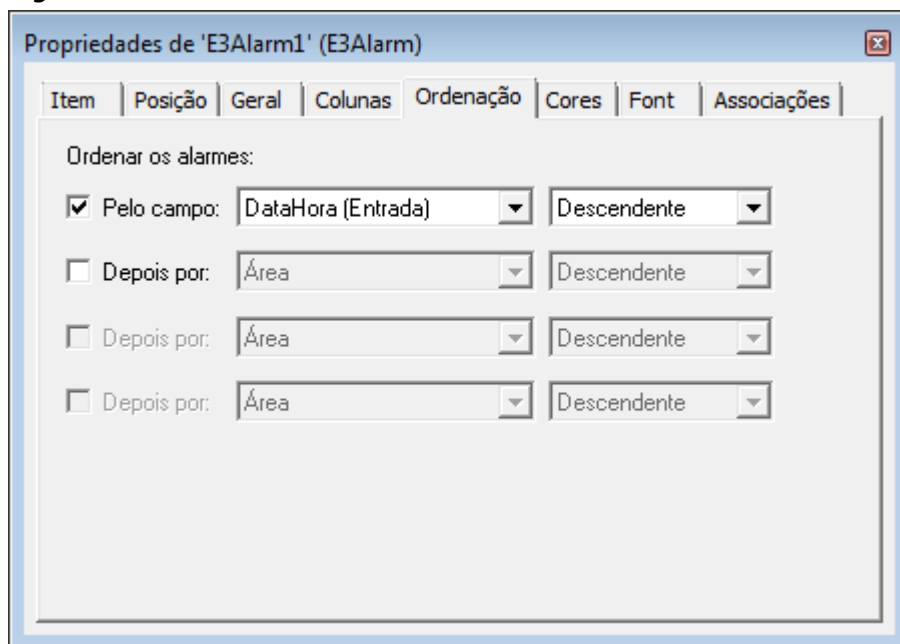 Propriedades de 'E3Alarm1' (E3Alarm)
Item Posição Geral Colunas Ordenação Cores Font Associações
Ordenar os alarmes:
Pelo campo: DataHora (Entrada) Descendente
Depois por: Área Descendente
Depois por: Área Descendente
Depois por: Área Descendente